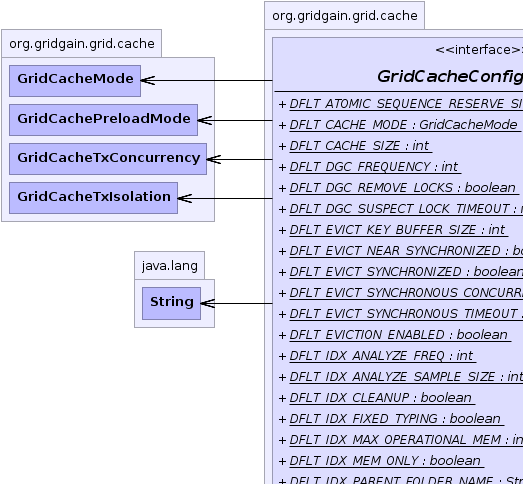 org.gridgain.grid.cache
GridCacheMode
GridCachePreloadMode
GridCacheTxConcurrency
GridCacheTxIsolation
java.lang
String
org.gridgain.grid.cache
<<interface>>
GridCacheConfig
+ DFLT_ATOMIC_SEQUENCE_RESERVE_SI
+ DFLT_CACHE_MODE : GridCacheMode
+ DFLT_CACHE_SIZE : int
+ DFLT_DGC_FREQUENCY : int
+ DFLT_DGC_REMOVE_LOCKS : boolean
+ DFLT_DGC_SUSPECT_LOCK_TIMEOUT : i
+ DFLT_EVICT_KEY_BUFFER_SIZE : int
+ DFLT_EVICT_NEAR_SYNCHRONIZED : bo
+ DFLT_EVICT_SYNCHRONIZED : boolean
+ DFLT_EVICT_SYNCHRONOUS_CONCURR
+ DFLT_EVICT_SYNCHRONOUS_TIMEOUT :
+ DFLT_EVICTION_ENABLED : boolean
+ DFLT_IDX_ANALYZE_FREQ : int
+ DFLT_IDX_ANALYZE_SAMPLE_SIZE : int
+ DFLT_IDX_CLEANUP : boolean
+ DFLT_IDX_FIXED_TYPING : boolean
+ DFLT_IDX_MAX_OPERATIONAL_MEM : in
+ DFLT_IDX_MEM_ONLY : boolean
+ DFLT_IDX_PARENT_FOLDER_NAME : Str